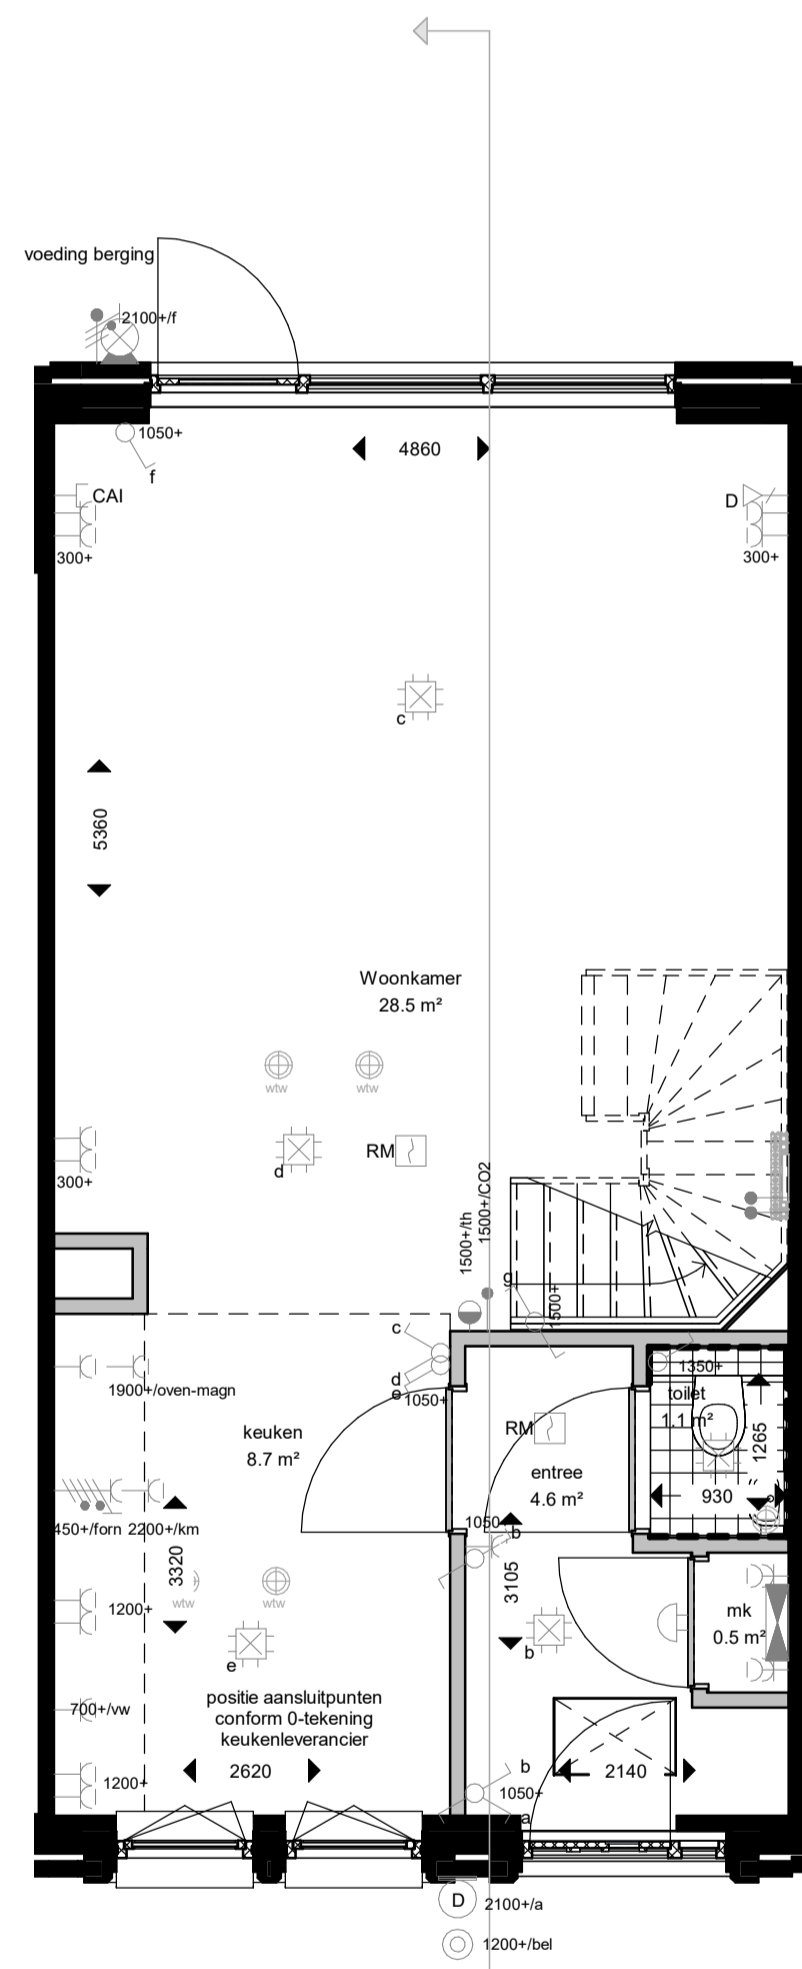 voeding berging
2100+/f
1050+
f
4860
CAI
D
300+
300+
c
5360
Woonkamer
28.5 m²
wtw
wtw
d
RM
300+
1500+/th
1500+/CO2
g
1500+
c
d
e
1050+
1900+/oven-magn
1350+
toilet
1.1 m²
1265
keuken
8.7 m²
RM
entree
4.6 m²
930
450+/forn
2200+/km
1050+
b
3320
3105
wtw
wtw
1200+
mk
0.5 m²
e
b
700+/vw
positie aansluitpunten
conform 0-tekening
keukenleverancier
1200+
2620
b
2140
1050+
a
D
2100+/a
1200+/bel